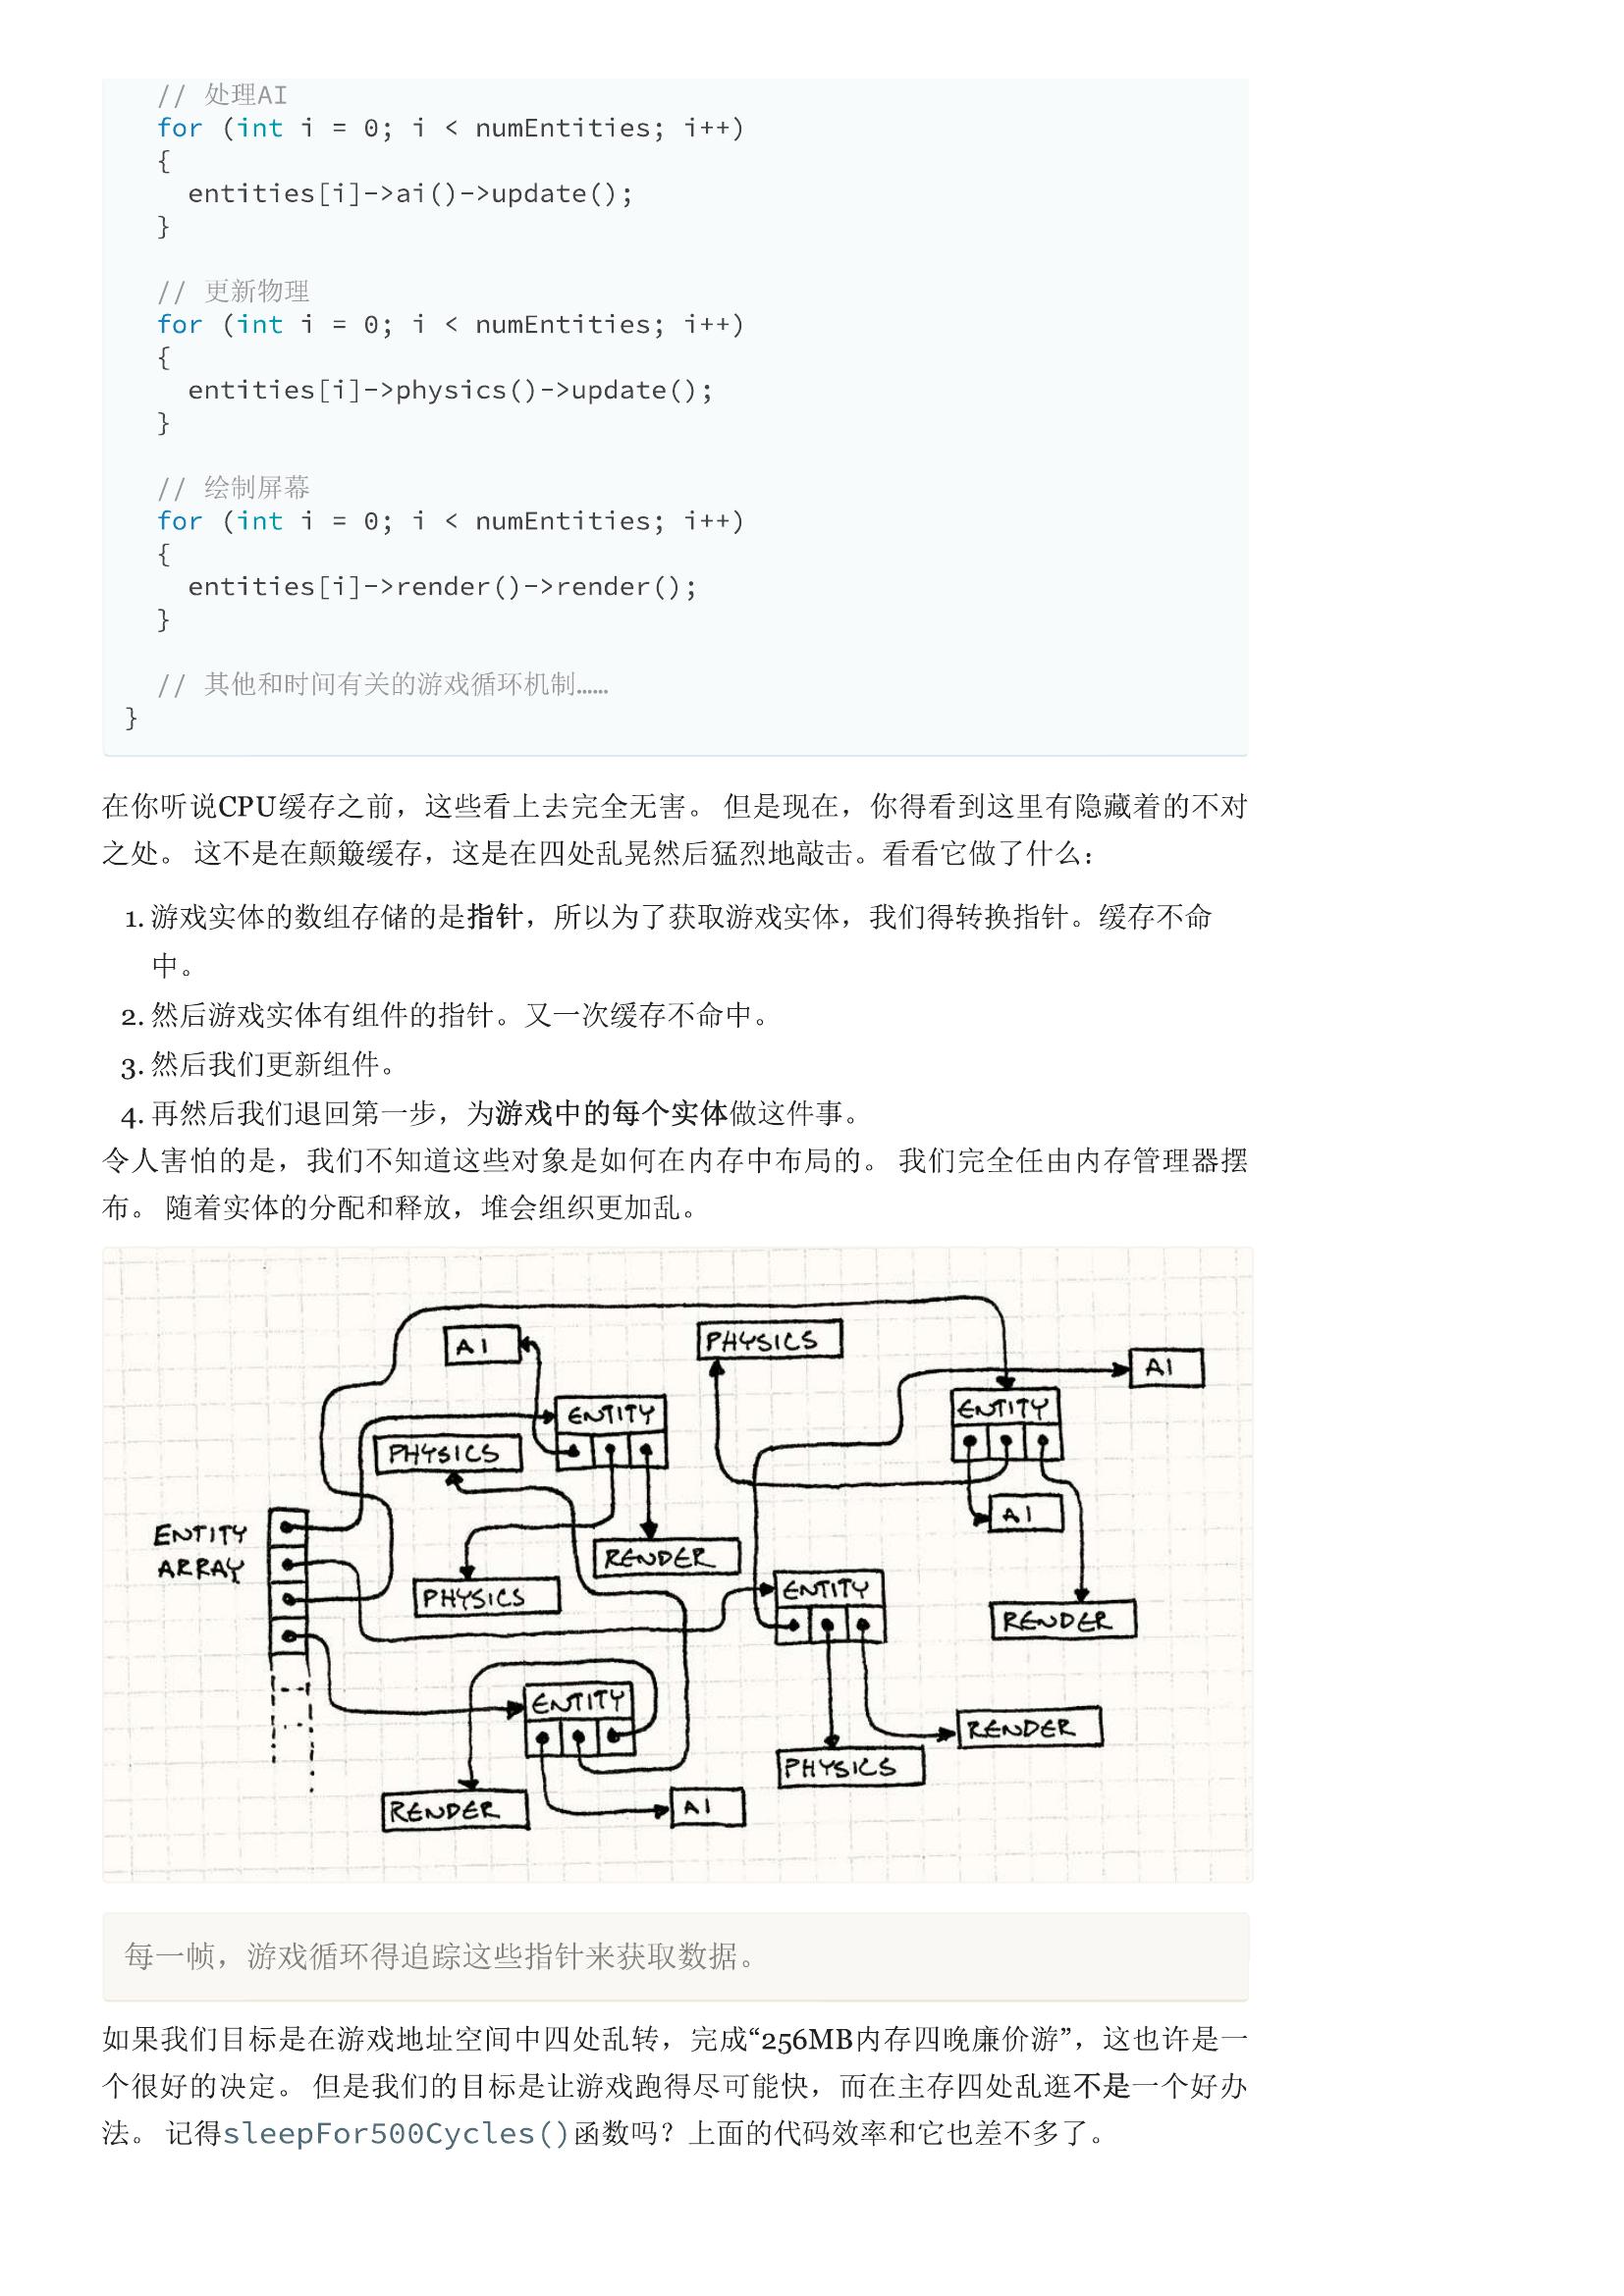 // 处理AI
for (int i = 0; i < numEntities; i++)
{
entities[i]->ai()->update();
}
// 更新物理
for (int i = 0; i < numEntities; i++)
{
entities[i]->physics()->update();
}
// 绘制屏幕
for (int i = 0; i < numEntities; i++)
{
entities[i]->render()->render();
}
// 其他和时间有关的游戏循环机制……
}
在你听说CPU缓存之前，这些看上去完全无害。 但是现在，你得看到这里有隐藏着的不对
之处。 这不是在颠簸缓存，这是在四处乱晃然后猛烈地敲击。看看它做了什么：
1. 游戏实体的数组存储的是指针，所以为了获取游戏实体，我们得转换指针。缓存不命
中。
2. 然后游戏实体有组件的指针。又一次缓存不命中。
3. 然后我们更新组件。
4. 再然后我们退回第一步，为游戏中的每个实体做这件事。
令人害怕的是，我们不知道这些对象是如何在内存中布局的。 我们完全任由内存管理器摆
布。 随着实体的分配和释放，堆会组织更加乱。
AI
PHYSICS
AI
ENTITY
ENTITY
PHYSICS
AI
ENTITY
ARRAY
RENDER
PHYSICS
ENTITY
RENDER
ENTITY
RENDER
PHYSICS
RENDER
AI
每一帧，游戏循环得追踪这些指针来获取数据。
如果我们目标是在游戏地址空间中四处乱转，完成“256MB内存四晚廉价游”，这也许是一
个很好的决定。 但是我们的目标是让游戏跑得尽可能快，而在主存四处乱逛不是一个好办
法。 记得sleepFor500Cycles()函数吗？上面的代码效率和它也差不多了。